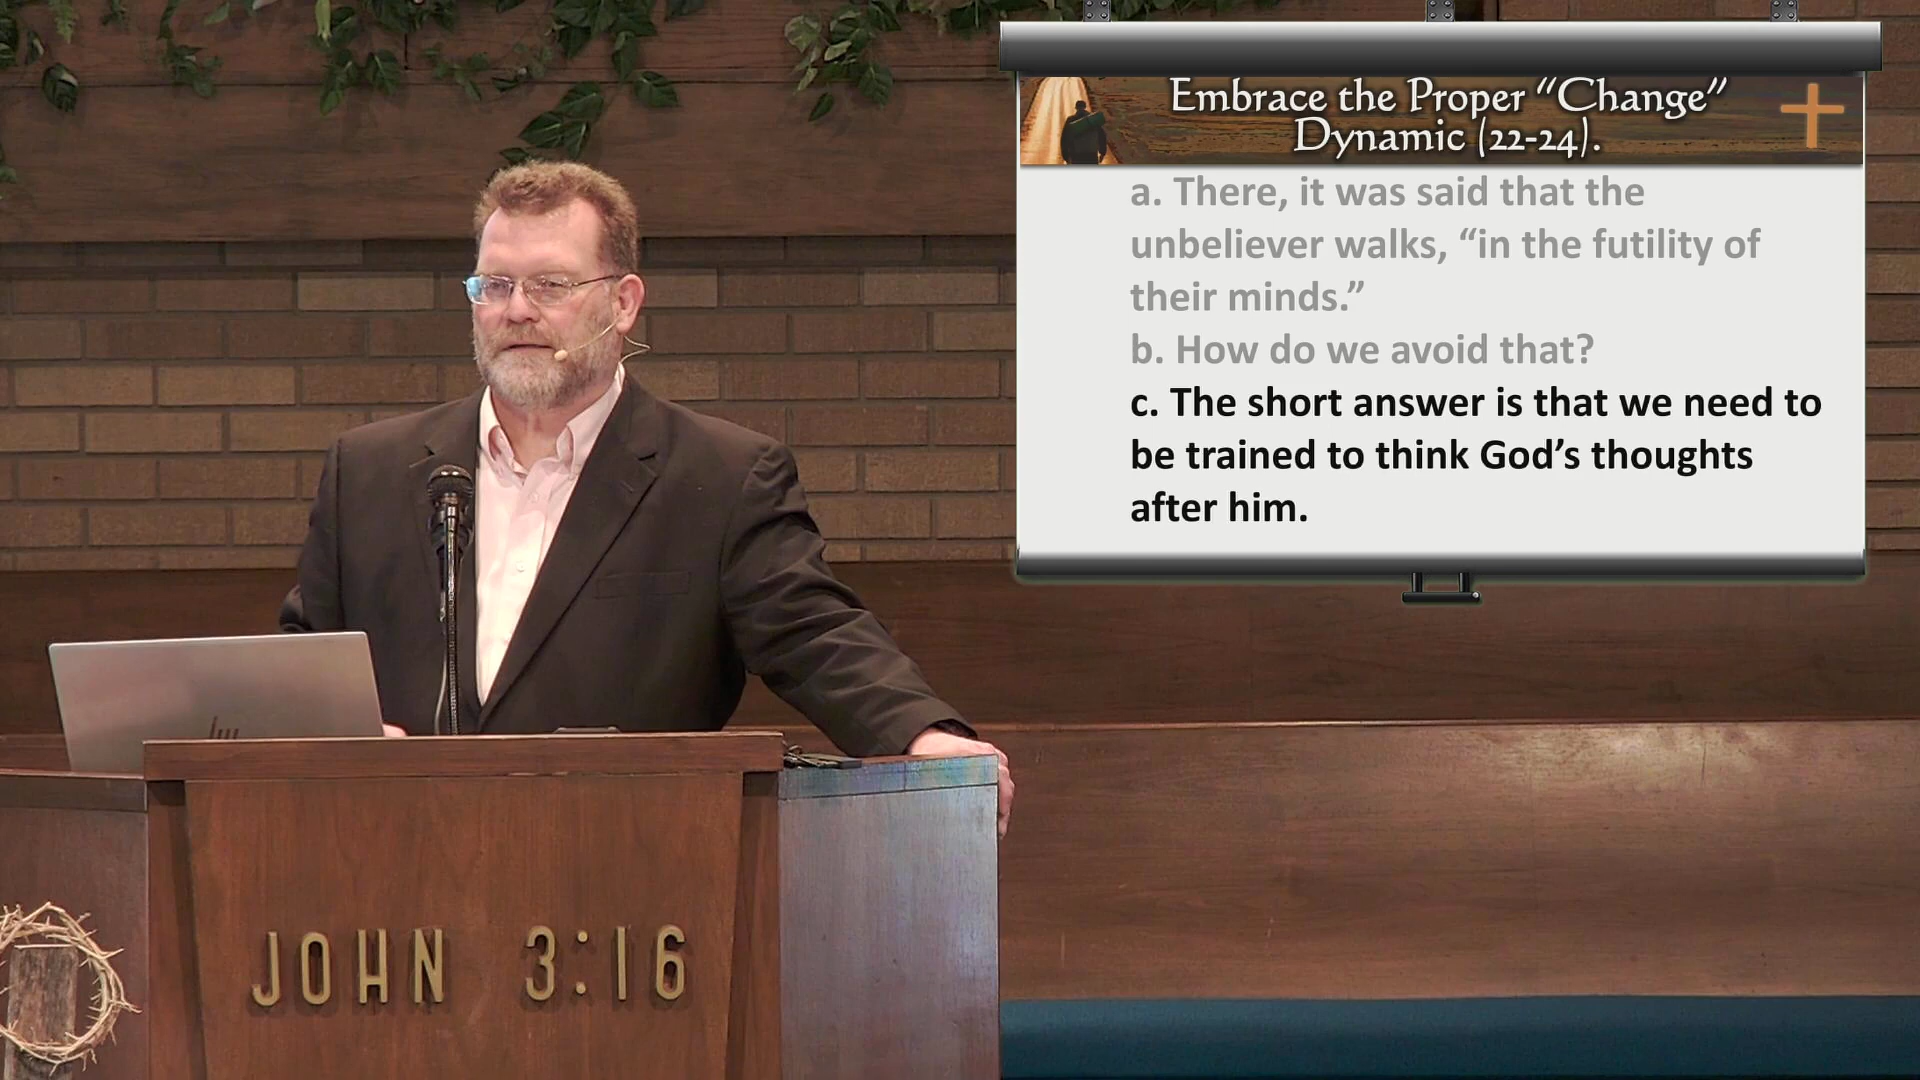 Embrace the Proper “Change”
Dynamic (22-24).
a. There, it was said that the
unbeliever walks, “in the futility of
their minds.”
b. How do we avoid that?
c. The short answer is that we need to
be trained to think God’s thoughts
after him.
hp
JOHN 3:16